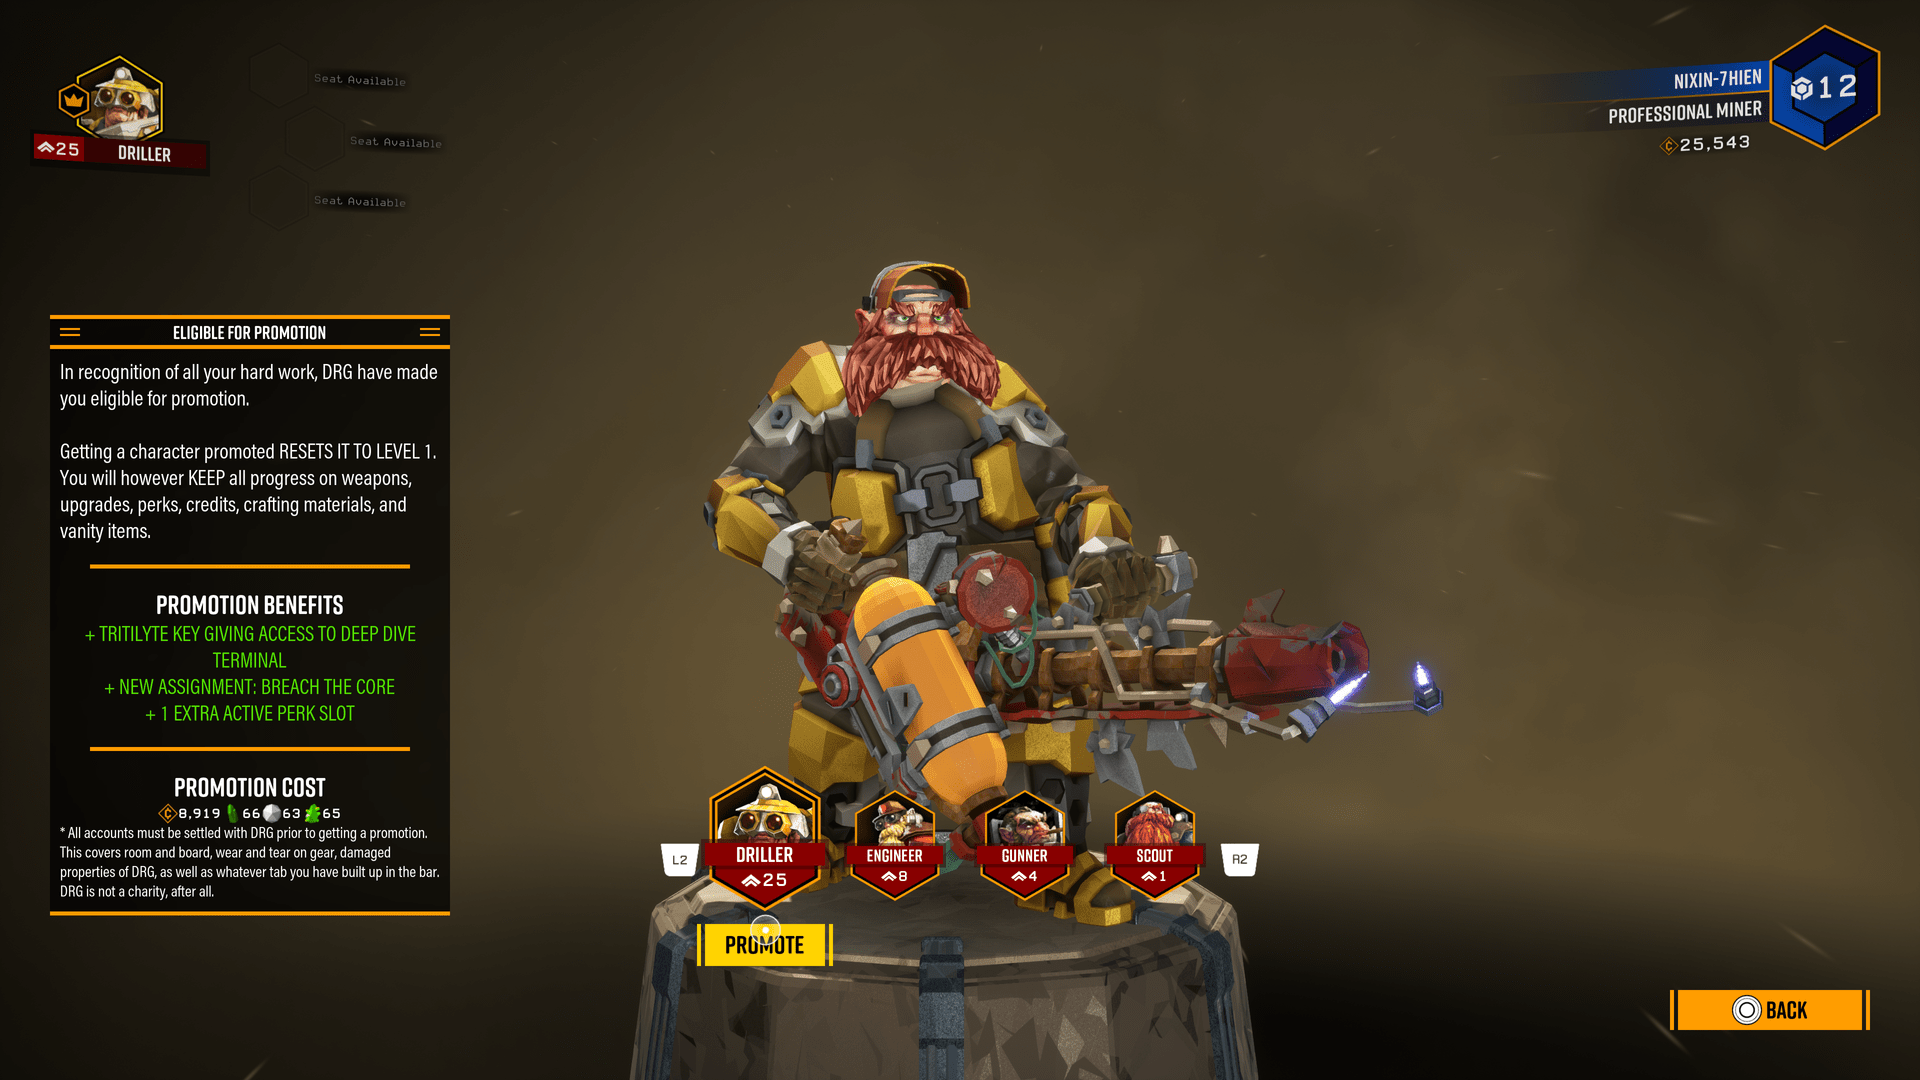 Seat Available
Seat Available
Seat Available
25 DRILLER
NIXIN-7HIEN
PROFESSIONAL MINER
25,543
12
ELIGIBLE FOR PROMOTION
In recognition of all your hard work, DRG have made
you eligible for promotion.
Getting a character promoted RESETS IT TO LEVEL 1.
You will however KEEP all progress on weapons,
upgrades, perks, credits, crafting materials, and
vanity items.
PROMOTION BENEFITS
+ TRITILYTE KEY GIVING ACCESS TO DEEP DIVE
TERMINAL
+ NEW ASSIGNMENT: BREACH THE CORE
+ 1 EXTRA ACTIVE PERK SLOT
PROMOTION COST
8,919 66 63 65
* All accounts must be settled with DRG prior to getting a promotion.
This covers room and board, wear and tear on gear, damaged
properties of DRG, as well as whatever tab you have built up in the bar.
DRG is not a charity, after all.
L2
DRILLER
25
ENGINEER
8
GUNNER
4
SCOUT
1
R2
PROMOTE
BACK